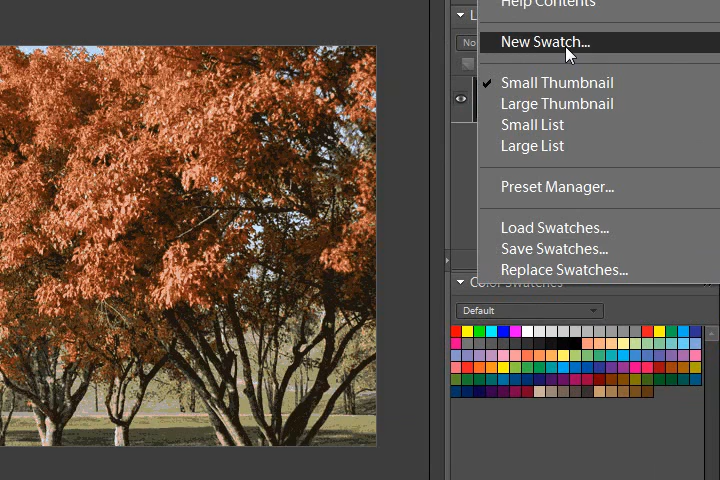 Help Contents
New Swatch...
Small Thumbnail
Large Thumbnail
Small List
Large List
Preset Manager...
Load Swatches...
Save Swatches...
Replace Swatches...
Color Swatches
Default